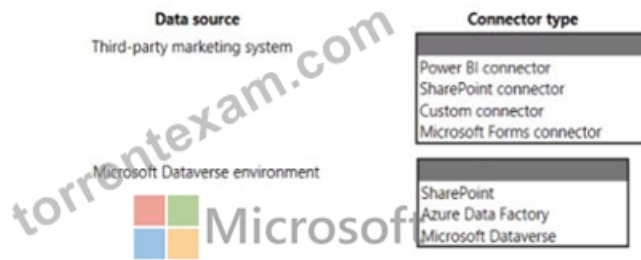 Data source
Connector type
Third-party marketing system
Power BI connector
SharePoint connector
Custom connector
Microsoft Forms connector
Microsoft Dataverse environment
SharePoint
Azure Data Factory
Microsoft Dataverse
torrentexam.com
Microsoft